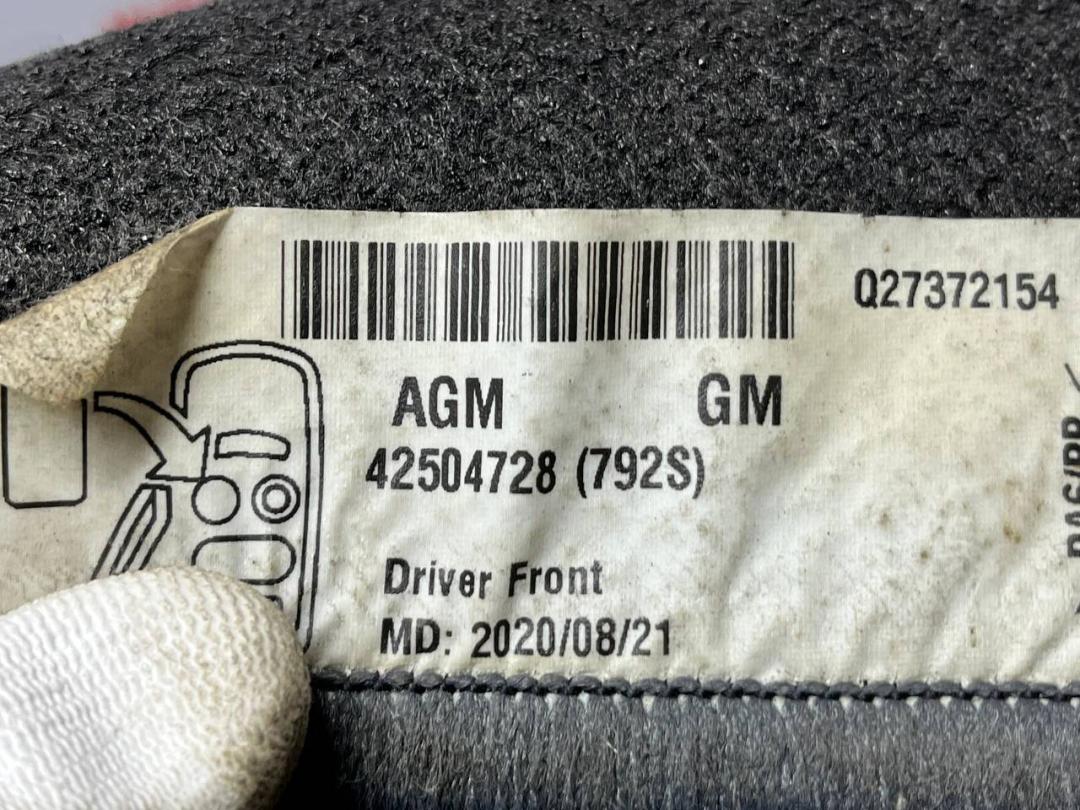 Q27372154
AGM GM
42504728 (792S)
Driver Front
MD: 2020/08/21